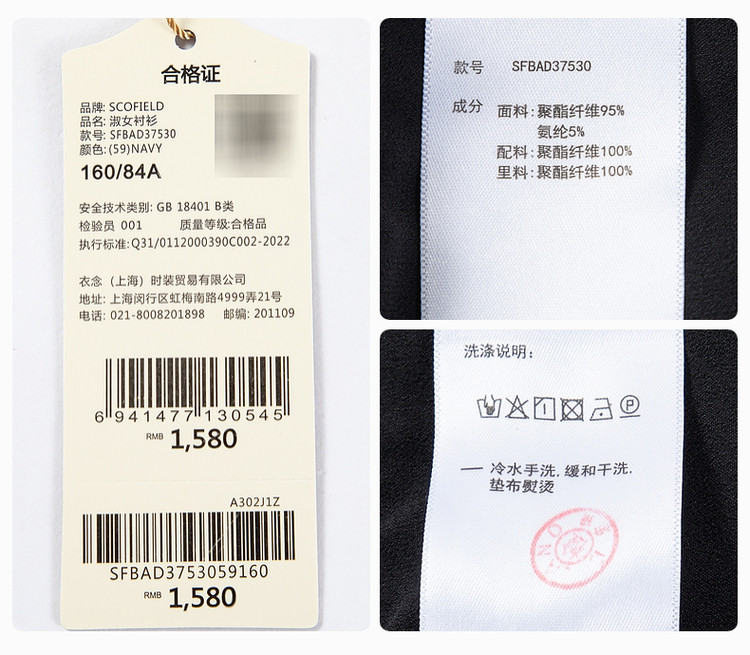 合格证
品牌: SCOFIELD
品名: 淑女衬衫
款号: SFBAD37530
颜色: (59)NAVY
160/84A
安全技术类别: GB 18401 B类
检验员 001 质量等级:合格品
执行标准: Q31/0112000390C002-2022
衣念（上海）时装贸易有限公司
地址: 上海闵行区虹梅南路4999弄21号
电话: 021-8008201898 邮编: 201109
6 941477 130545
RMB 1,580
A302J1Z
SFBAD3753059160
RMB 1,580
款号 SFBAD37530
成分 面料: 聚酯纤维95%
氨纶5%
配料: 聚酯纤维100%
里料: 聚酯纤维100%
洗涤说明:
一 冷水手洗, 缓和干洗,
垫布熨烫